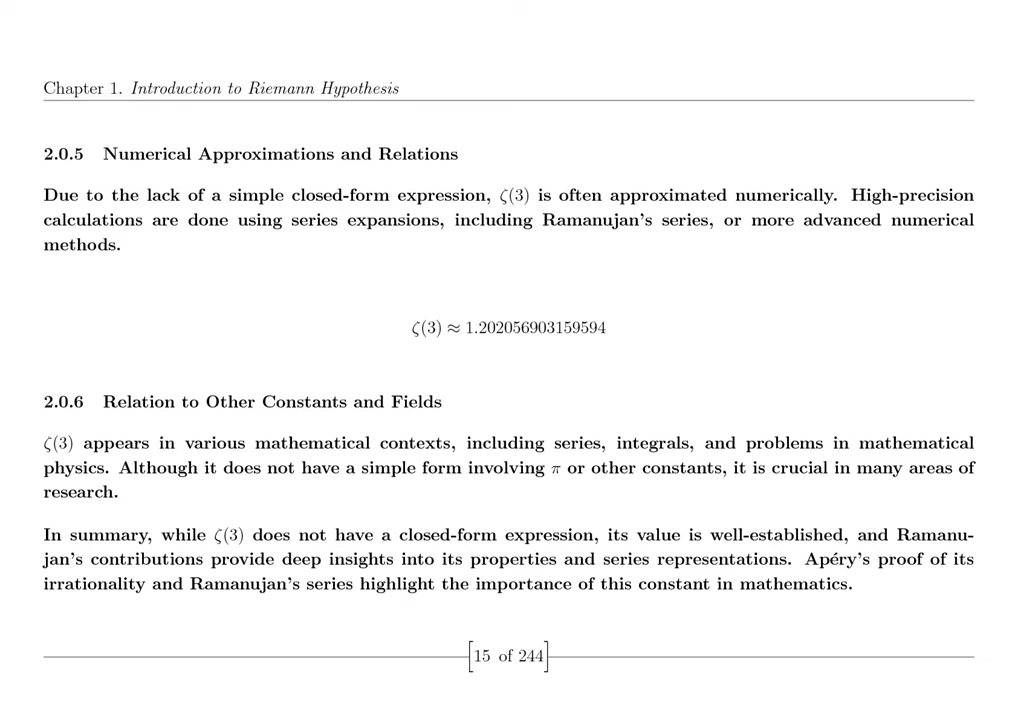 Chapter 1. Introduction to Riemann Hypothesis
2.0.5 Numerical Approximations and Relations
Due to the lack of a simple closed-form expression, ζ(3) is often approximated numerically. High-precision
calculations are done using series expansions, including Ramanujan's series, or more advanced numerical
methods.
ζ(3) ≈ 1.202056903159594
2.0.6 Relation to Other Constants and Fields
ζ(3) appears in various mathematical contexts, including series, integrals, and problems in mathematical
physics. Although it does not have a simple form involving π or other constants, it is crucial in many areas of
research.
In summary, while ζ(3) does not have a closed-form expression, its value is well-established, and Ramanu-
jan's contributions provide deep insights into its properties and series representations. Apéry's proof of its
irrationality and Ramanujan's series highlight the importance of this constant in mathematics.
[15 of 244]